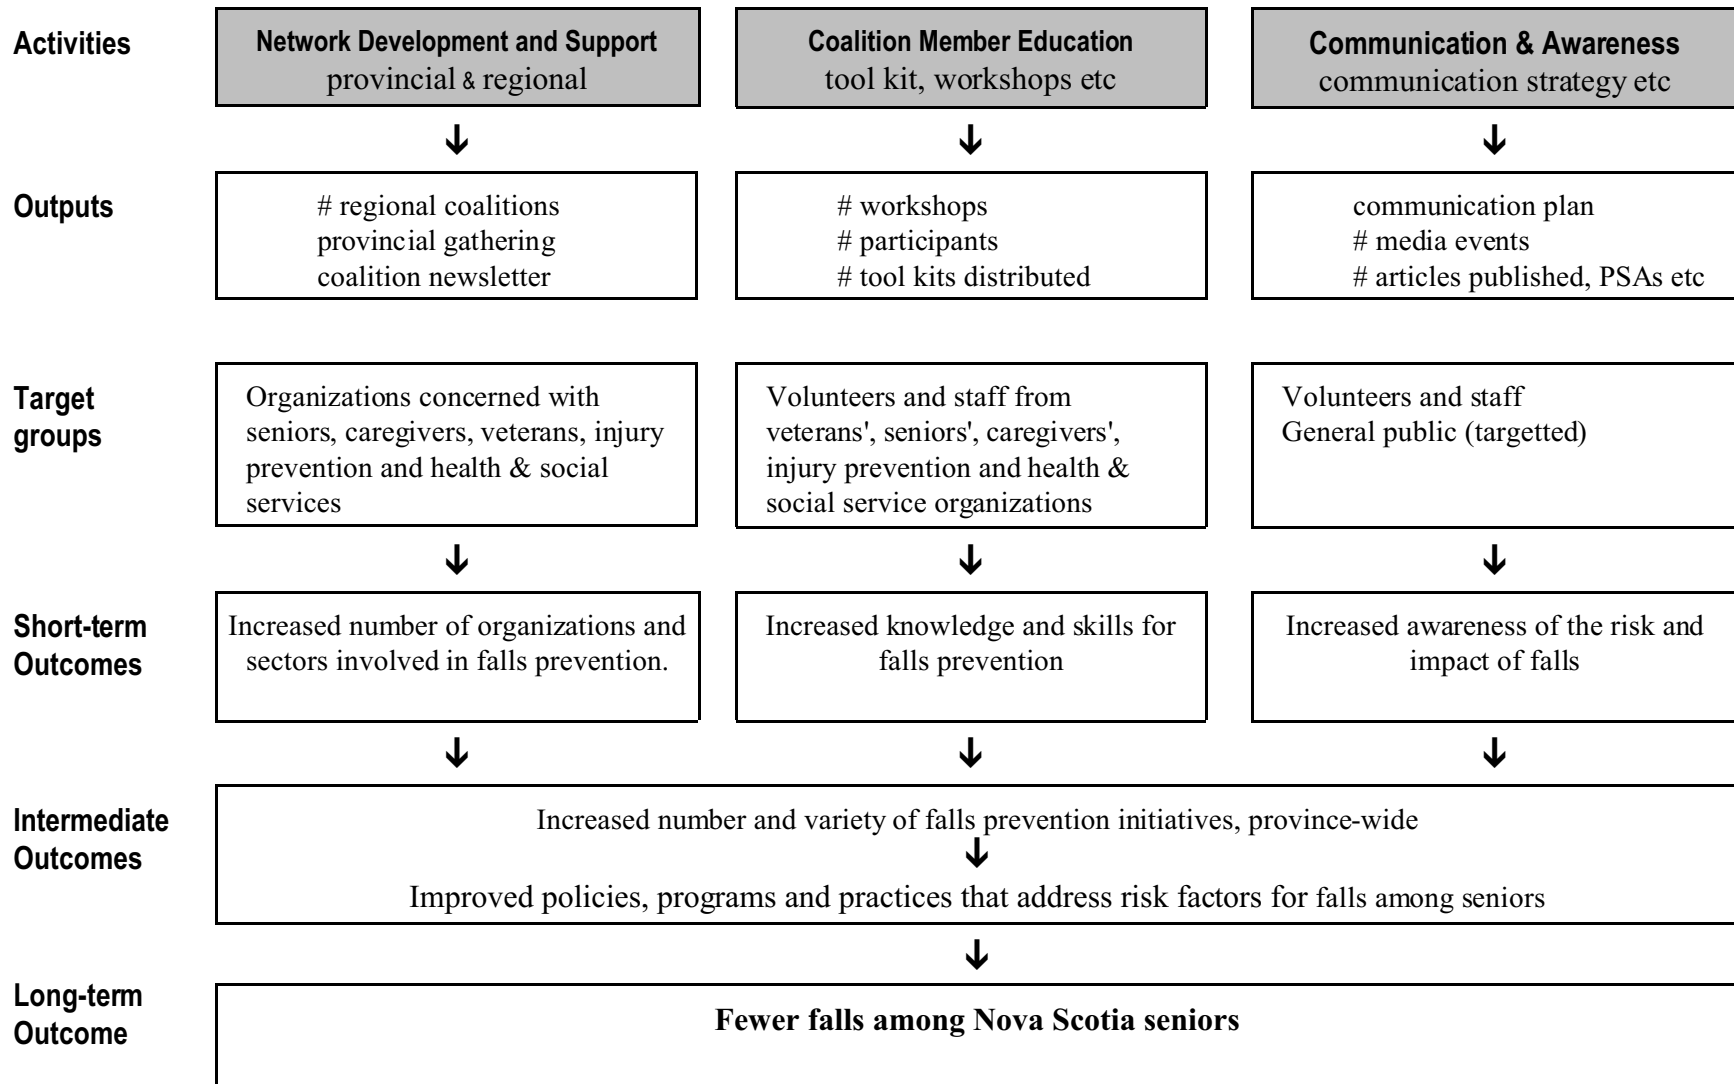 Activities
Network Development and Support
provincial & regional
Coalition Member Education
tool kit, workshops etc
Communication & Awareness
communication strategy etc
Outputs
# regional coalitions
provincial gathering
coalition newsletter
# workshops
# participants
# tool kits distributed
communication plan
# media events
# articles published, PSAs etc
Target
groups
Organizations concerned with
seniors, caregivers, veterans, injury
prevention and health & social
services
Volunteers and staff from
veterans', seniors', caregivers',
injury prevention and health &
social service organizations
Volunteers and staff
General public (targetted)
Short-term
Outcomes
Increased number of organizations and
sectors involved in falls prevention.
Increased knowledge and skills for
falls prevention
Increased awareness of the risk and
impact of falls
Intermediate
Outcomes
Increased number and variety of falls prevention initiatives, province-wide
Improved policies, programs and practices that address risk factors for falls among seniors
Long-term
Outcome
Fewer falls among Nova Scotia seniors